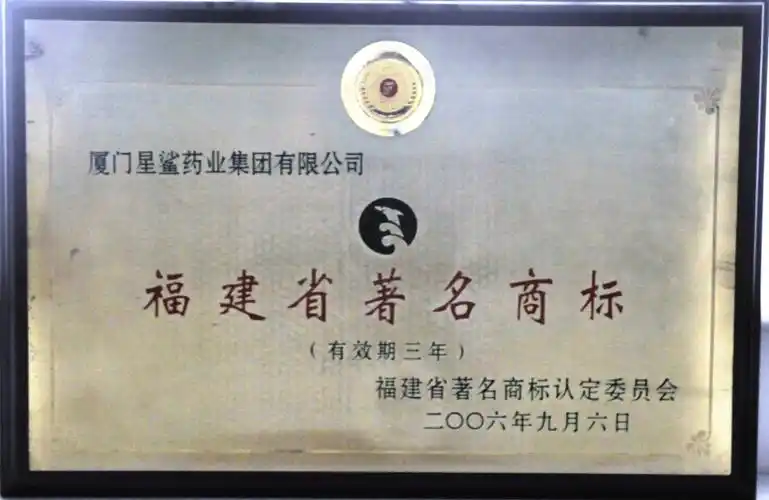 厦门星鲨药业集团有限公司
福建省著名商标
(有效期三年)
福建省著名商标认定委员会
二〇〇六年九月六日